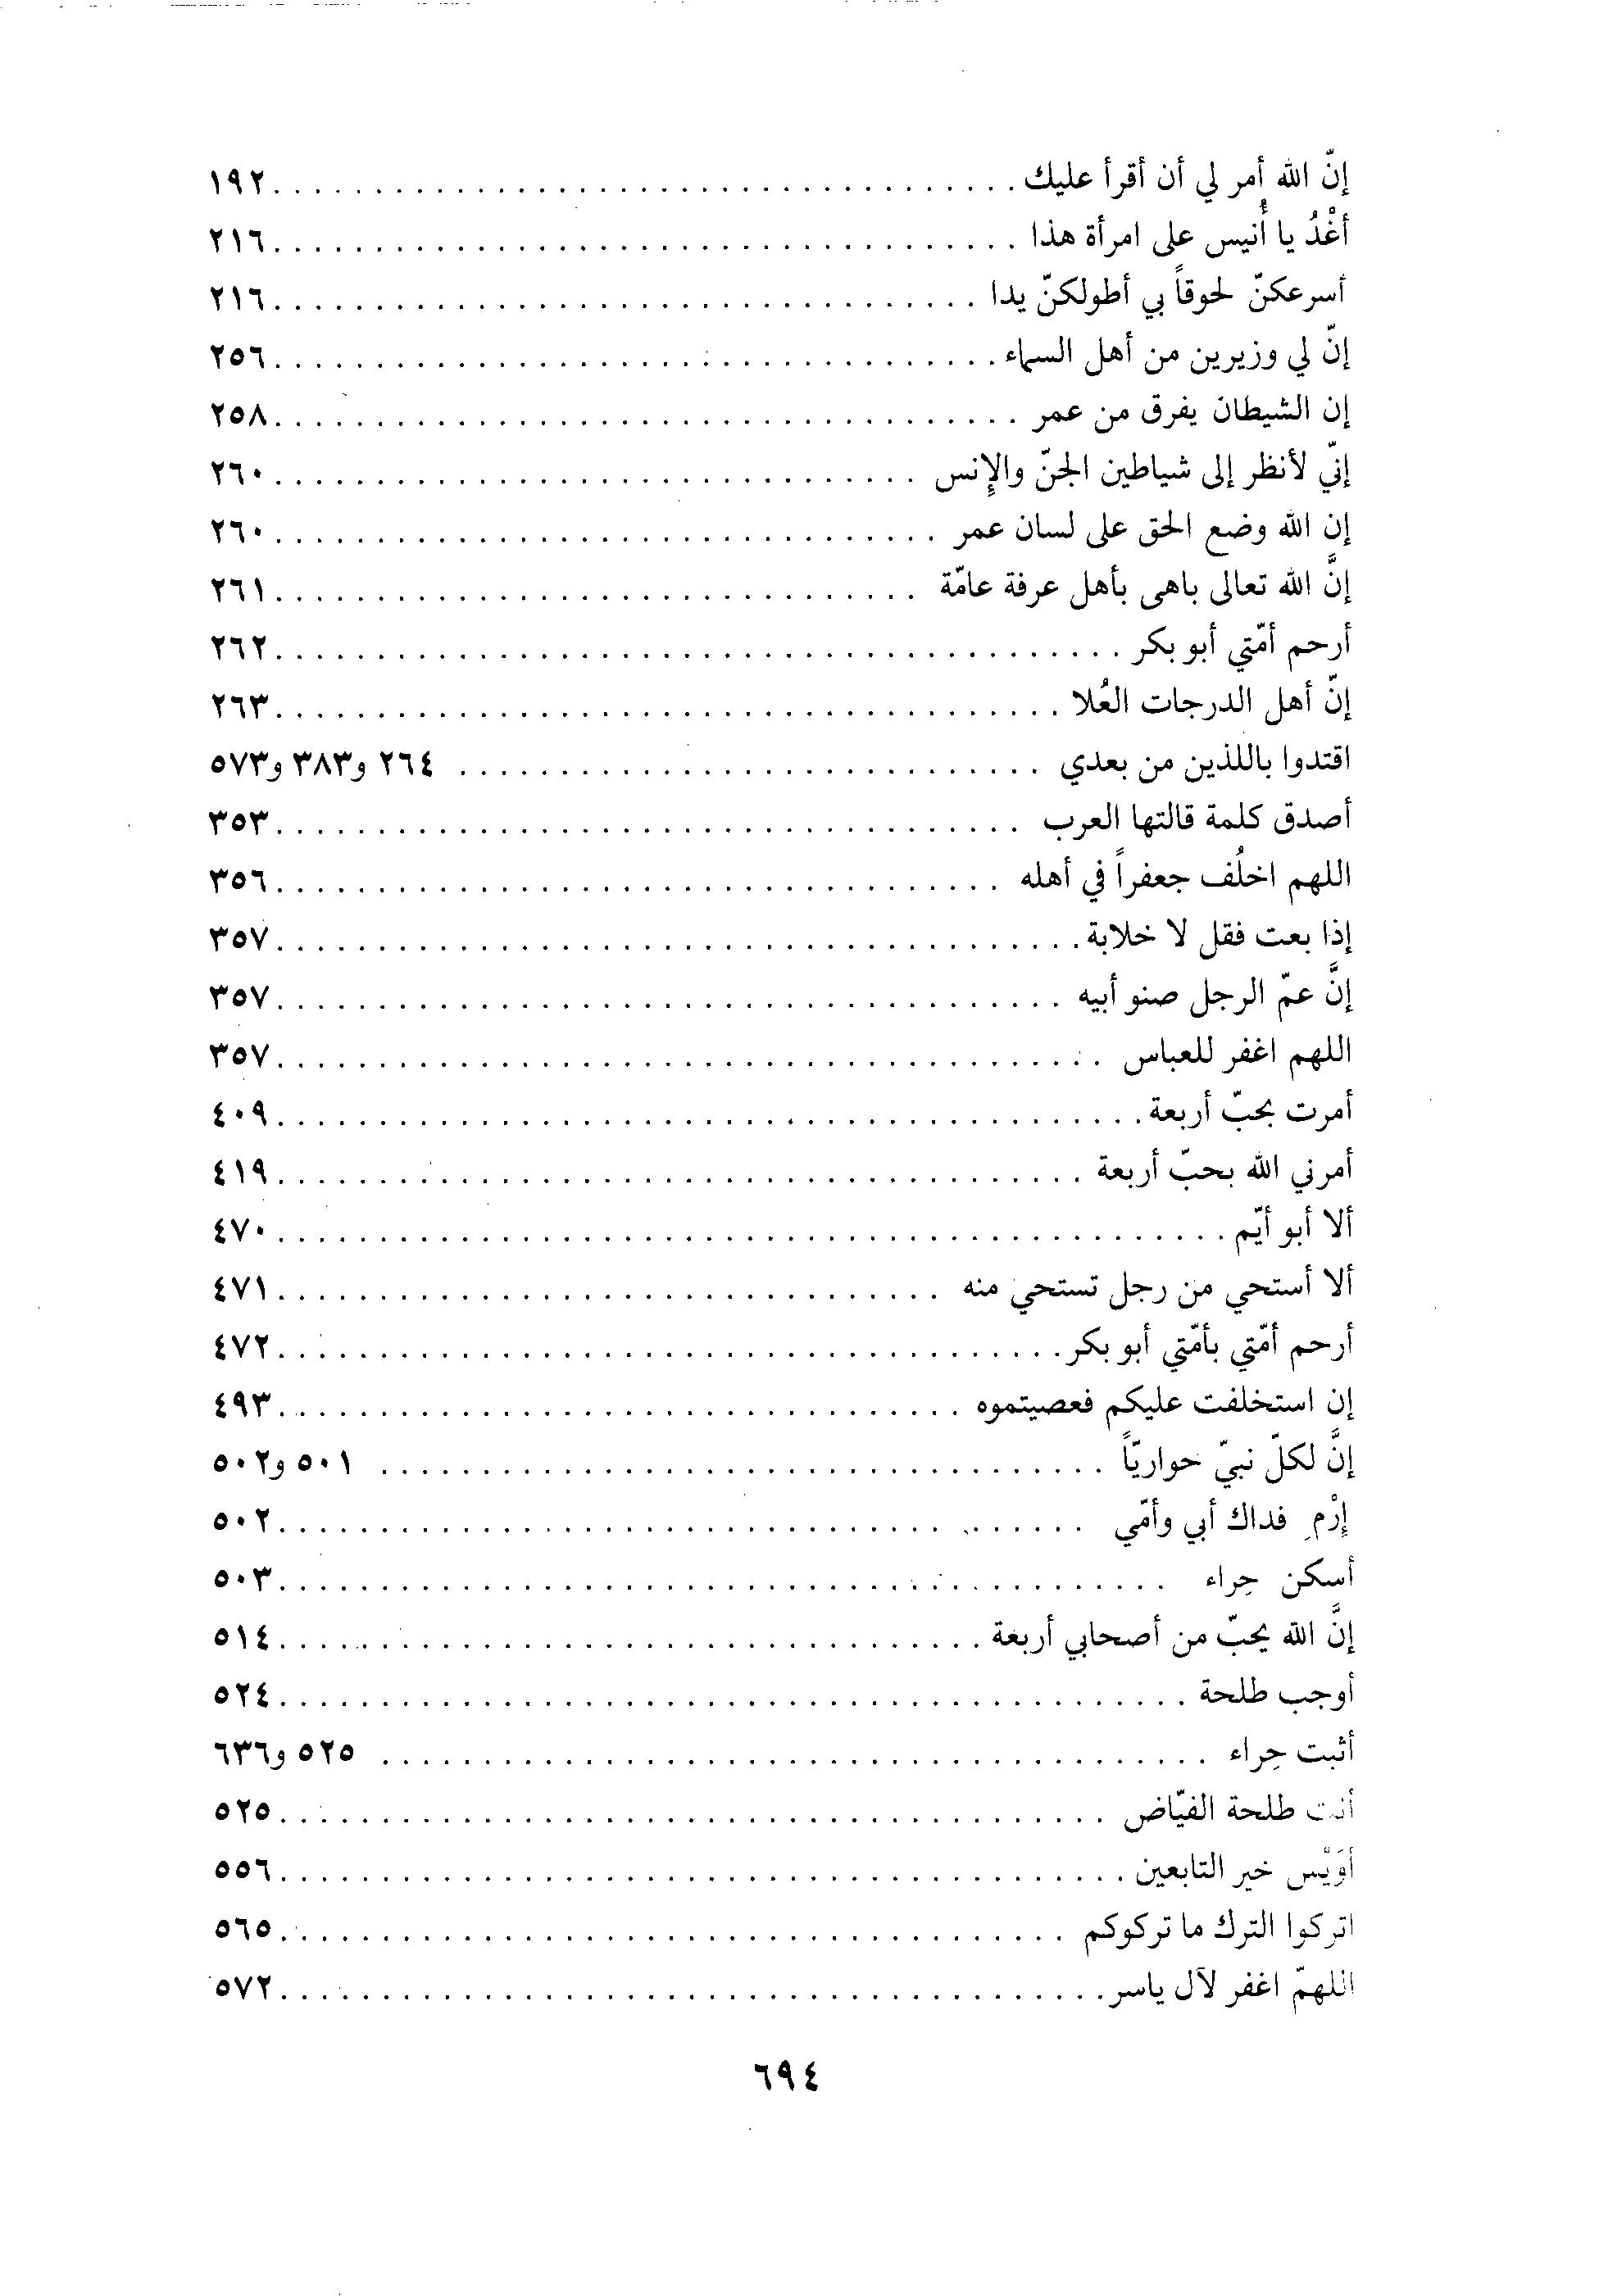 إنّ الله أمر لي أن أقرأ عليك . . . . . . . . . . ١٩٢
أغْدُ يا أُنيس على امرأة هذا . . . . . . . . . . ٢١٦
أسرعكنّ لحوقاً بي أطولكنّ يدا . . . . . . . . . . ٢١٦
إنّ لي وزيرين من أهل السماء . . . . . . . . . . ٢٥٦
إن الشيطان يفرق من عمر . . . . . . . . . . ٢٥٨
إنّي لأنظر إلى شياطين الجنّ والإِنس . . . . . . . . . . ٢٦٠
إن الله وضع الحق على لسان عمر . . . . . . . . . . ٢٦٠
إنَّ الله تعالى باهى بأهل عرفة عامّة . . . . . . . . . . ٢٦١
أرحم أمّتي أبو بكر . . . . . . . . . . ٢٦٢
إنّ أهل الدرجات العُلا . . . . . . . . . . ٢٦٣
اقتدوا باللذين من بعدي . . . . . . . . . . ٢٦٤ و٣٨٣ و٥٧٣
أصدق كلمة قالتها العرب . . . . . . . . . . ٣٥٣
اللهم اخلُف جعفراً في أهله . . . . . . . . . . ٣٥٦
إذا بعت فقل لا خلابة . . . . . . . . . . ٣٥٧
إنَّ عمّ الرجل صنو أبيه . . . . . . . . . . ٣٥٧
اللهم اغفر للعباس . . . . . . . . . . ٣٥٧
أمرت بحبّ أربعة . . . . . . . . . . ٤٠٩
أمرني الله بحبّ أربعة . . . . . . . . . . ٤١٩
ألا أبو أيّم . . . . . . . . . . ٤٧٠
ألا أستحي من رجل تستحي منه . . . . . . . . . . ٤٧١
أرحم أمّتي بأمّتي أبو بكر . . . . . . . . . . ٤٧٢
إن استخلفت عليكم فعصيتموه . . . . . . . . . . ٤٩٣
إنَّ لكلّ نبيّ حواريّاً . . . . . . . . . . ٥٠١ و٥٠٢
إرْمِ فداك أبي وأمّي . . . . . . . . . . ٥٠٢
أسكن حِراء . . . . . . . . . . ٥٠٣
إنَّ الله يحبّ من أصحابي أربعة . . . . . . . . . . ٥١٤
أوجب طلحة . . . . . . . . . . ٥٢٤
أثبت حِراء . . . . . . . . . . ٥٢٥ و٦٣٦
أنت طلحة الفيّاض . . . . . . . . . . ٥٢٥
أوَيْس خير التابعين . . . . . . . . . . ٥٥٦
اتركوا الترك ما تركوكم . . . . . . . . . . ٥٦٥
اللهمّ اغفر لآل ياسر . . . . . . . . . . ٥٧٢
٦٩٤